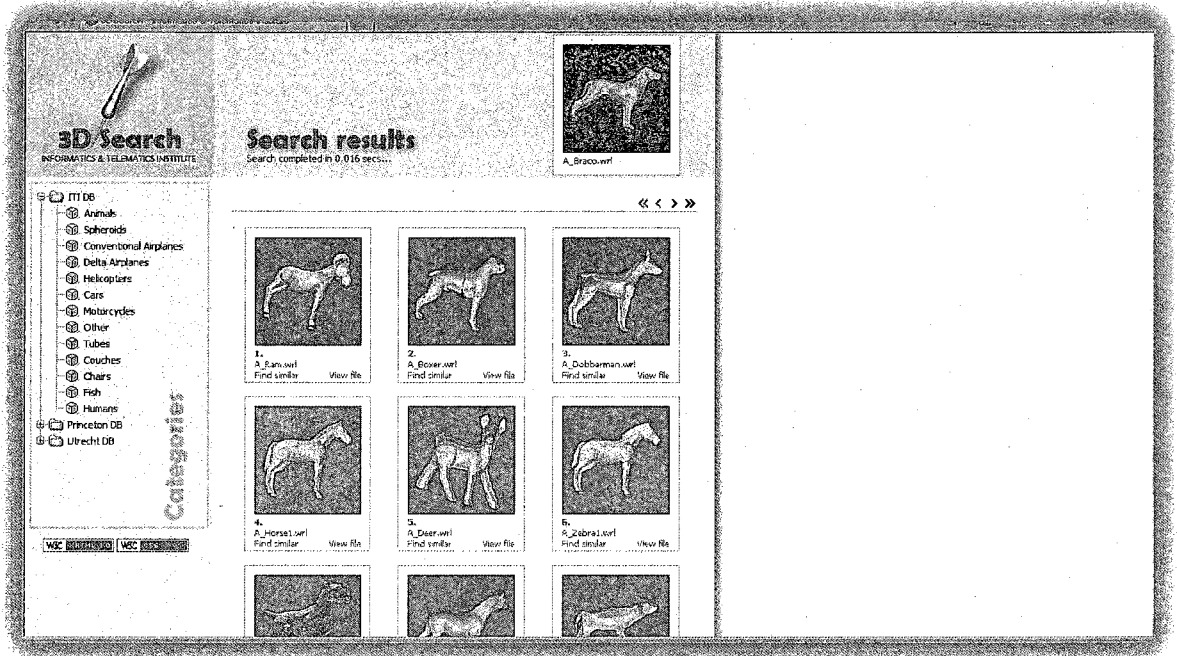 3D Search
INFORMATICS & TELEMATICS INSTITUTE
Search results
Search completed in 0.016 secs...
A_Braco.wrl
ITI DB
Animals
Spheroids
Conventional Airplanes
Delta Airplanes
Helicopters
Cars
Motorcycles
Other
Tubes
Couches
Chairs
Fish
Humans
Princeton DB
Utrecht DB
Categories
W3C
W3C
« < > »
1.
A_Ram.wrl
Find similar View file
2.
A_Boxer.wrl
Find similar View file
3.
A_Dobberman.wrl
Find similar View file
4.
A_Horse1.wrl
Find similar View file
5.
A_Deer.wrl
Find similar View file
6.
A_Zebra1.wrl
Find similar View file